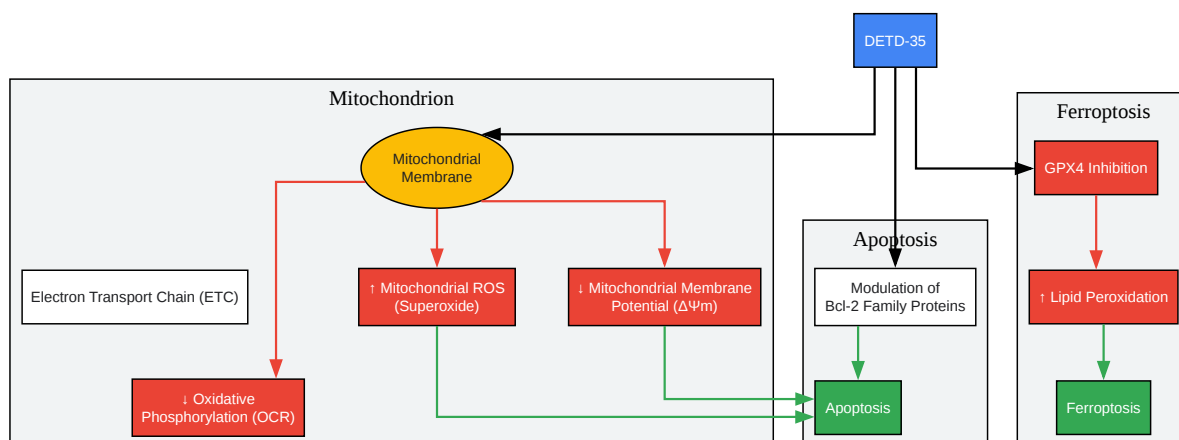 DETD-35
Mitochondrion
Mitochondrial
Membrane
Electron Transport Chain (ETC)
↑ Mitochondrial ROS
(Superoxide)
↓ Mitochondrial Membrane
Potential (ΔΨm)
↓ Oxidative
Phosphorylation (OCR)
Apoptosis
Modulation of
Bcl-2 Family Proteins
Apoptosis
Ferroptosis
GPX4 Inhibition
↑ Lipid Peroxidation
Ferroptosis